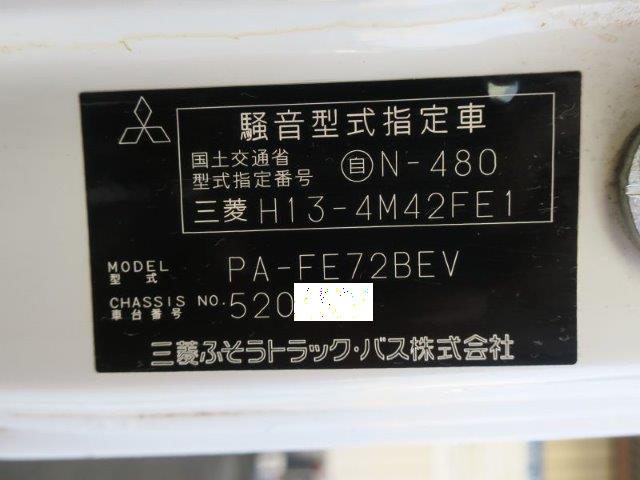 騒音型式指定車
国土交通省
型式指定番号 自N-480
三菱 H13-4M42FE1
MODEL
型式 PA-FE72BEV
CHASSIS NO.
車台番号 520
三菱ふそうトラック・バス株式会社